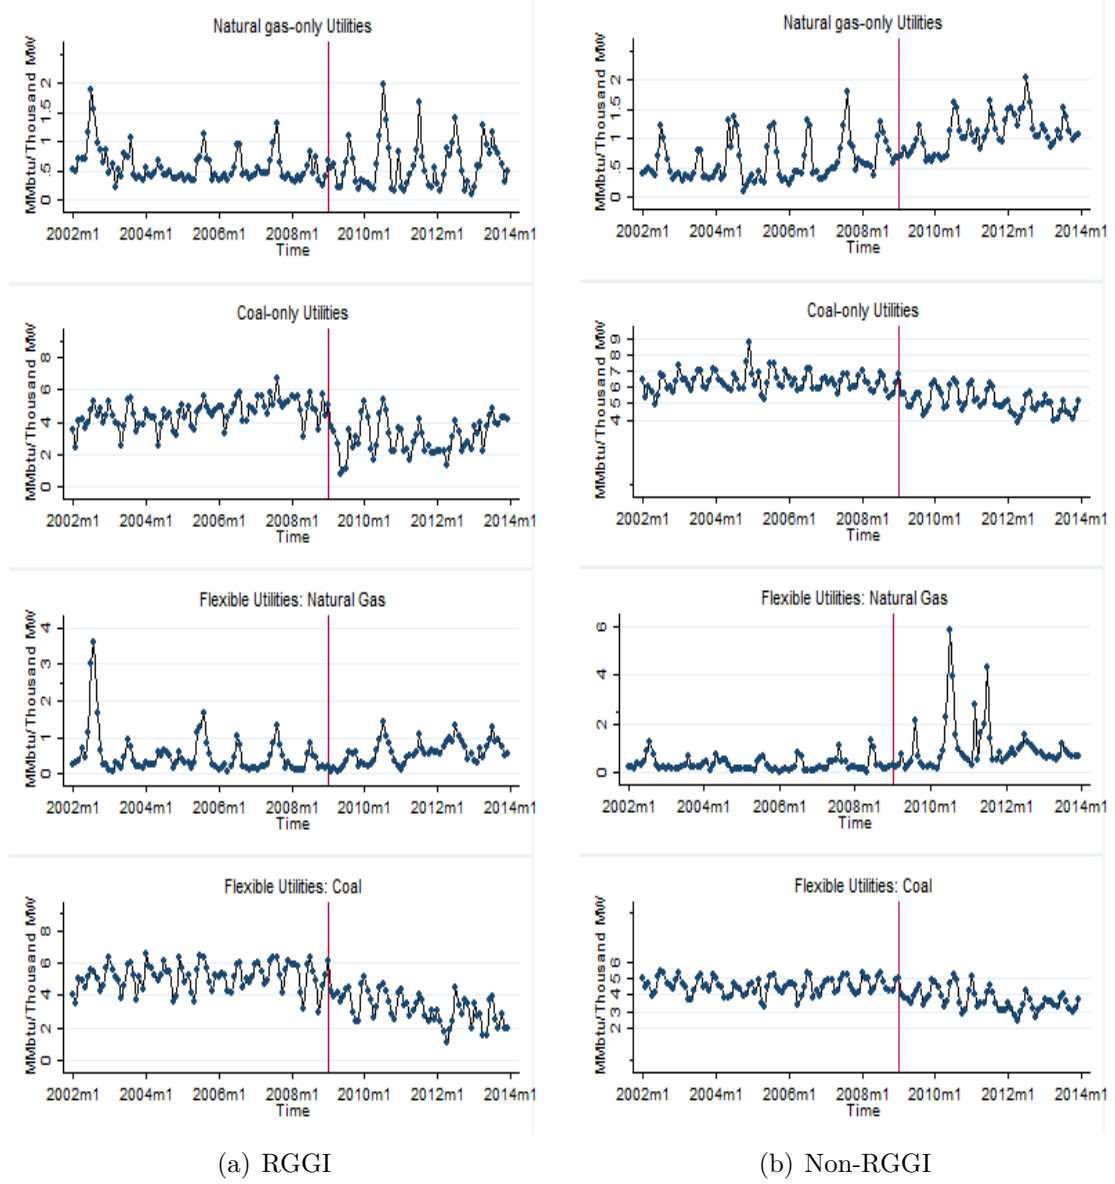 Natural gas-only Utilities
MMbtu/Thousand MW
0 .5 1 1.5 2
2002m1 2004m1 2006m1 2008m1 2010m1 2012m1 2014m1
Time
Coal-only Utilities
MMbtu/Thousand MW
0 2 4 6 8
2002m1 2004m1 2006m1 2008m1 2010m1 2012m1 2014m1
Time
Flexible Utilities: Natural Gas
MMbtu/Thousand MW
0 1 2 3 4
2002m1 2004m1 2006m1 2008m1 2010m1 2012m1 2014m1
Time
Flexible Utilities: Coal
MMbtu/Thousand MW
0 2 4 6 8
2002m1 2004m1 2006m1 2008m1 2010m1 2012m1 2014m1
Time
(a) RGGI
Natural gas-only Utilities
MMbtu/Thousand MW
0 .5 1 1.5 2
2002m1 2004m1 2006m1 2008m1 2010m1 2012m1 2014m1
Time
Coal-only Utilities
MMbtu/Thousand MW
4 5 6 7 8 9
2002m1 2004m1 2006m1 2008m1 2010m1 2012m1 2014m1
Time
Flexible Utilities: Natural Gas
MMbtu/Thousand MW
0 2 4 6
2002m1 2004m1 2006m1 2008m1 2010m1 2012m1 2014m1
Time
Flexible Utilities: Coal
MMbtu/Thousand MW
2 3 4 5 6
2002m1 2004m1 2006m1 2008m1 2010m1 2012m1 2014m1
Time
(b) Non-RGGI